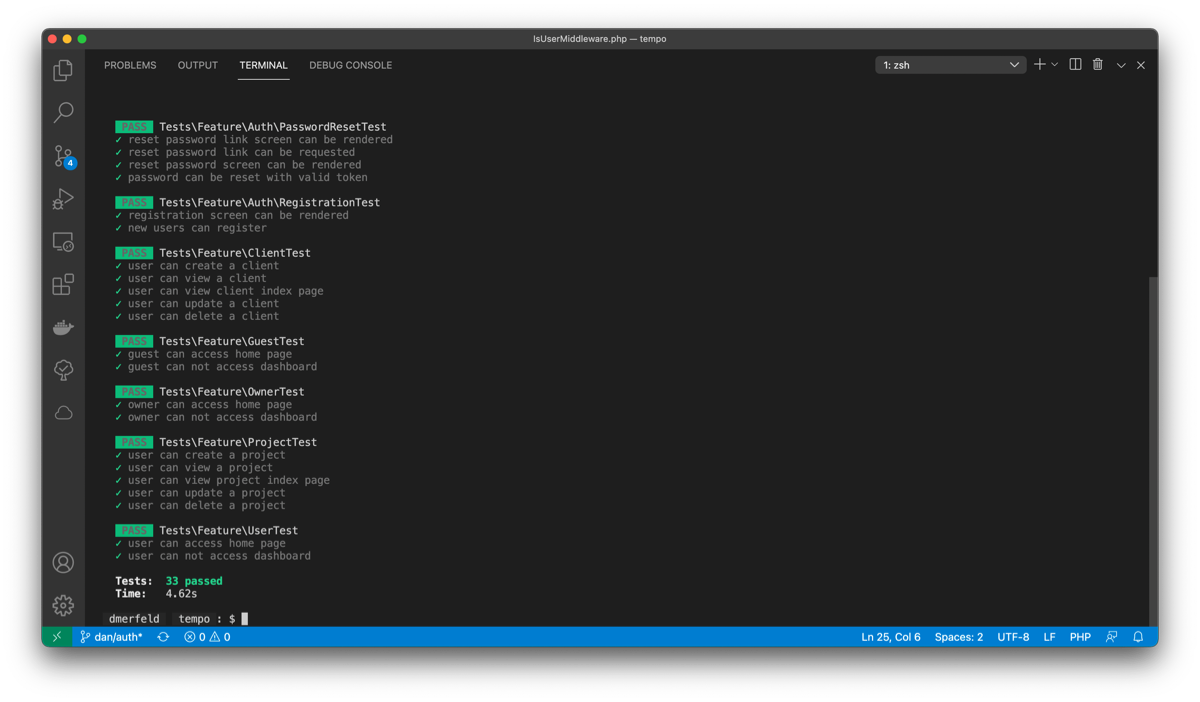 IsUserMiddleware.php — tempo
PROBLEMS OUTPUT TERMINAL DEBUG CONSOLE 1: zsh
PASS Tests\Feature\Auth\PasswordResetTest
✓ reset password link screen can be rendered
✓ reset password link can be requested
✓ reset password screen can be rendered
✓ password can be reset with valid token
PASS Tests\Feature\Auth\RegistrationTest
✓ registration screen can be rendered
✓ new users can register
PASS Tests\Feature\ClientTest
✓ user can create a client
✓ user can view a client
✓ user can view client index page
✓ user can update a client
✓ user can delete a client
PASS Tests\Feature\GuestTest
✓ guest can access home page
✓ guest can not access dashboard
PASS Tests\Feature\OwnerTest
✓ owner can access home page
✓ owner can not access dashboard
PASS Tests\Feature\ProjectTest
✓ user can create a project
✓ user can view a project
✓ user can view project index page
✓ user can update a project
✓ user can delete a project
PASS Tests\Feature\UserTest
✓ user can access home page
✓ user can not access dashboard
Tests: 33 passed
Time: 4.62s
dmerfeld tempo : $
4
dan/auth* 0 0 Ln 25, Col 6 Spaces: 2 UTF-8 LF PHP